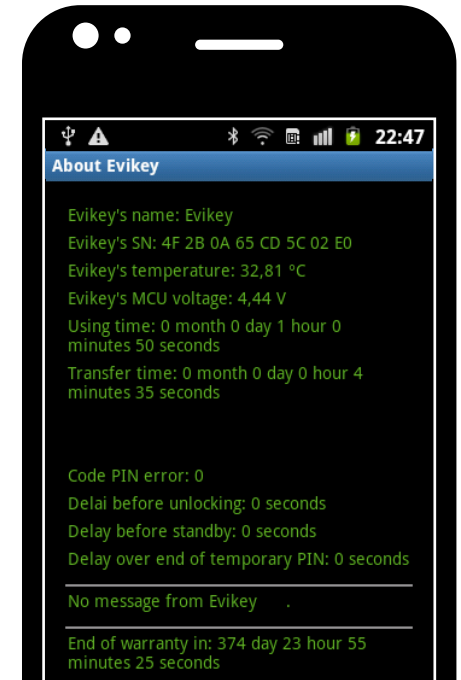 22:47
About Evikey
Evikey's name: Evikey
Evikey's SN: 4F 2B 0A 65 CD 5C 02 E0
Evikey's temperature: 32,81 ºC
Evikey's MCU voltage: 4,44 V
Using time: 0 month 0 day 1 hour 0
minutes 50 seconds
Transfer time: 0 month 0 day 0 hour 4
minutes 35 seconds
Code PIN error: 0
Delai before unlocking: 0 seconds
Delay before standby: 0 seconds
Delay over end of temporary PIN: 0 seconds
No message from Evikey .
End of warranty in: 374 day 23 hour 55
minutes 25 seconds